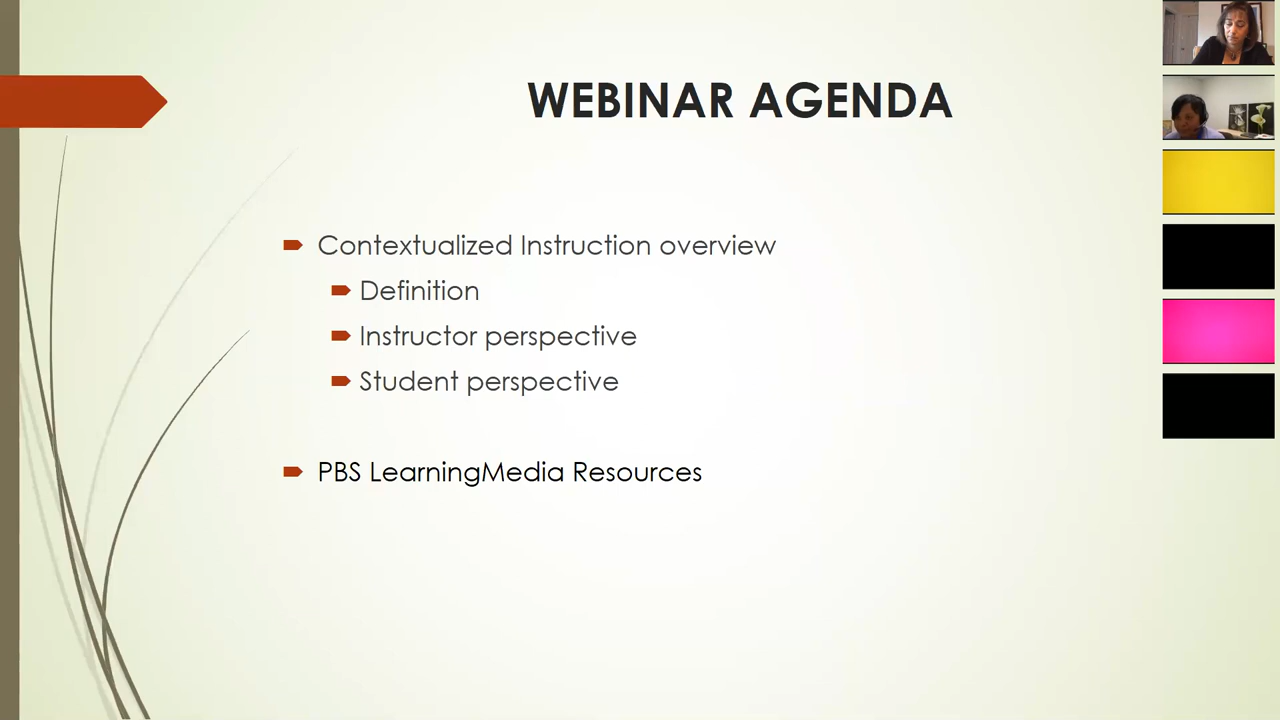 WEBINAR AGENDA
Contextualized Instruction overview
Definition
Instructor perspective
Student perspective
PBS LearningMedia Resources